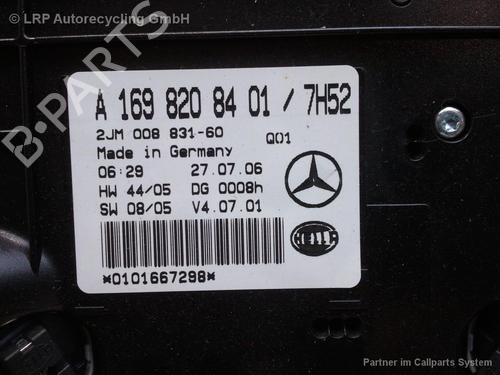 © LRP Autorecycling GmbH
B-PARTS
A 169 820 84 01 / 7H52
2JM 008 831-60 Q01
Made in Germany
06:29 27.07.06
HW 44/05 DG 0008h
SW 08/05 V4.07.01
HELLA
*0101667298*
Partner im Callparts System